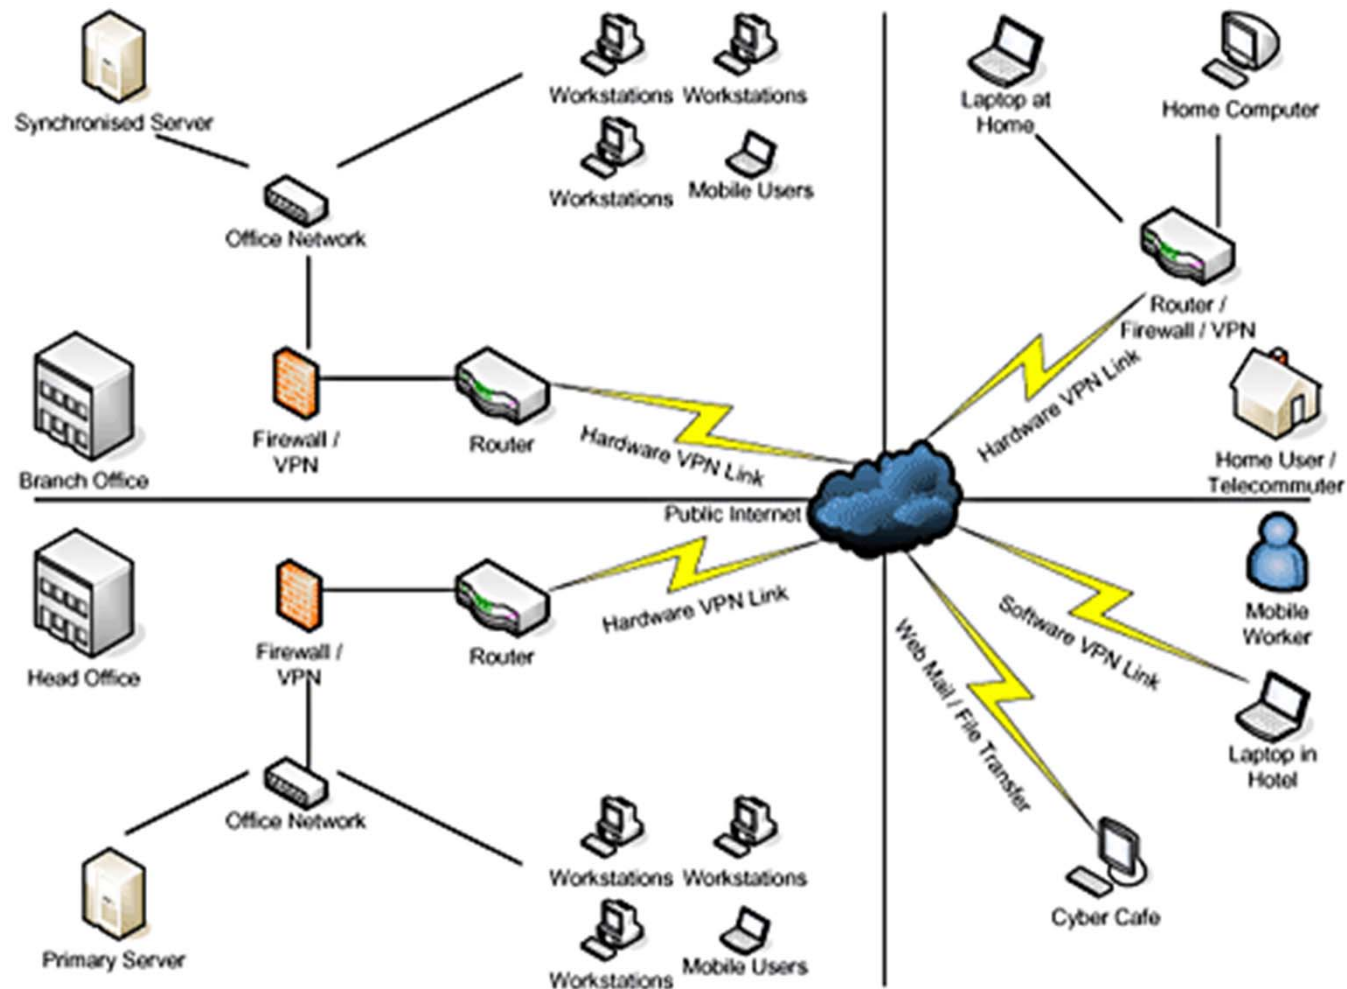 Synchronised Server
Workstations
Workstations
Workstations
Mobile Users
Office Network
Branch Office
Firewall /
VPN
Router
Hardware VPN Link
Laptop at
Home
Home Computer
Router /
Firewall / VPN
Hardware VPN Link
Home User /
Telecommuter
Public Internet
Head Office
Firewall /
VPN
Router
Hardware VPN Link
Office Network
Primary Server
Workstations
Workstations
Workstations
Mobile Users
Mobile
Worker
Software VPN Link
Laptop in
Hotel
Web Mail / File Transfer
Cyber Cafe